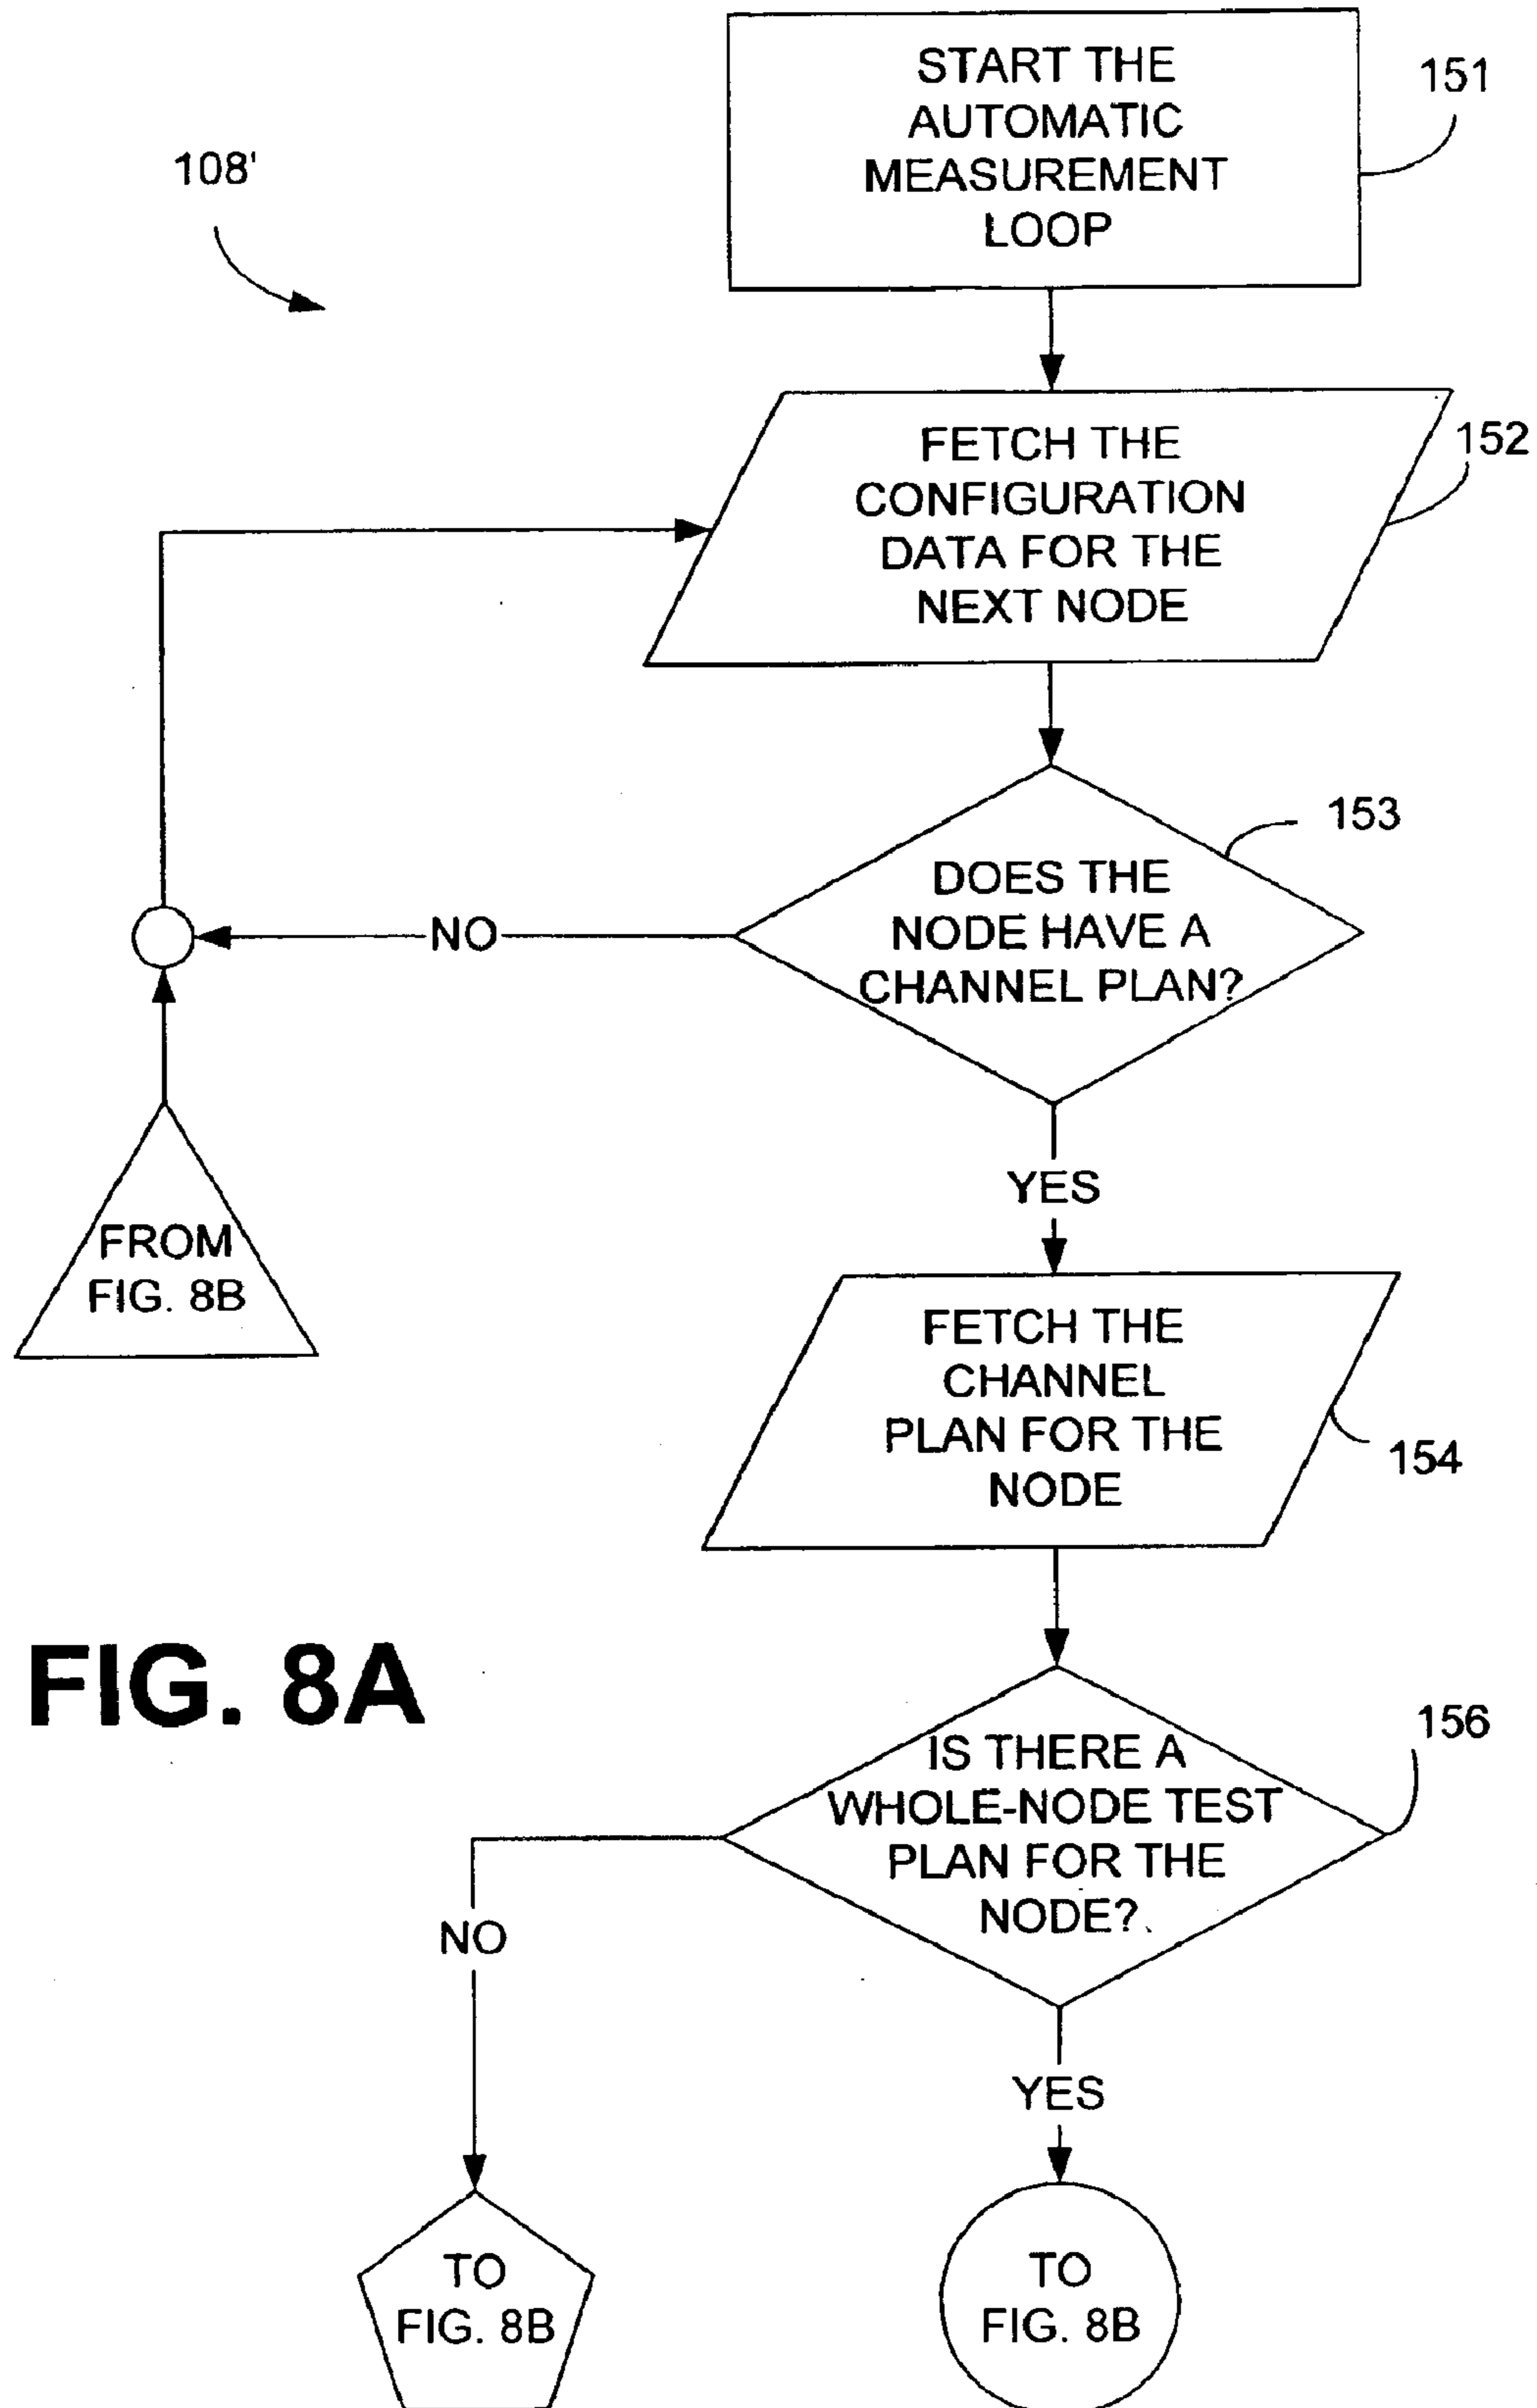 START THE
AUTOMATIC
MEASUREMENT
LOOP
151
108'
FETCH THE
CONFIGURATION
DATA FOR THE
NEXT NODE
152
DOES THE
NODE HAVE A
CHANNEL PLAN?
153
NO
YES
FROM
FIG. 8B
FETCH THE
CHANNEL
PLAN FOR THE
NODE
154
FIG. 8A
IS THERE A
WHOLE-NODE TEST
PLAN FOR THE
NODE?
156
NO
YES
TO
FIG. 8B
TO
FIG. 8B